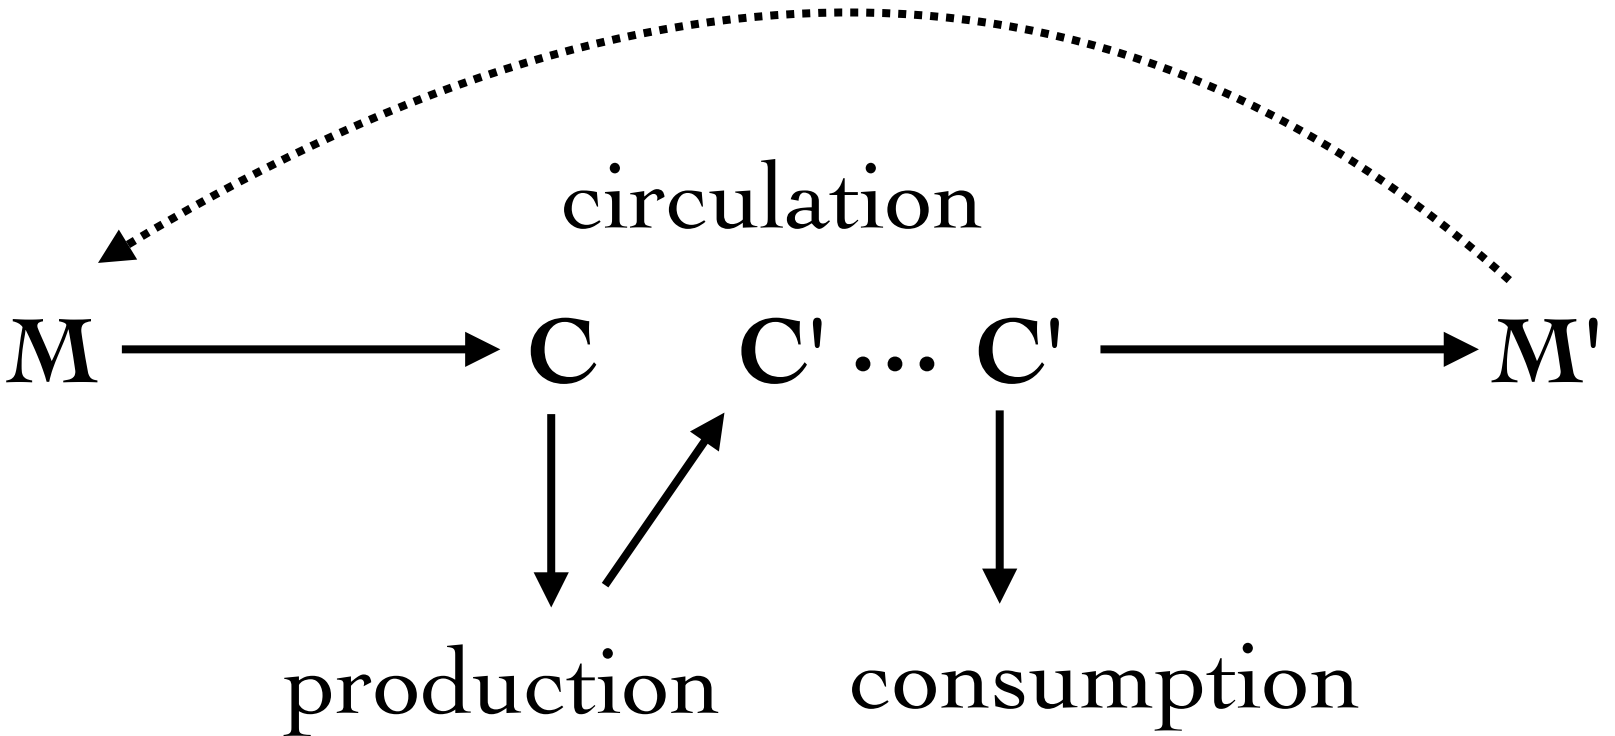 circulation
M C C' ... C' M'
production consumption